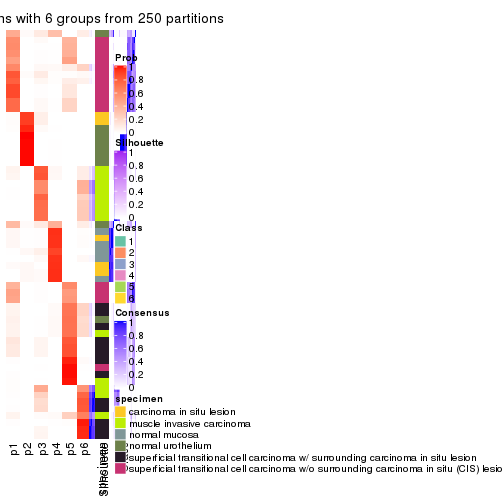 ns with 6 groups from 250 partitions
Prop
1
0.8
0.6
0.4
0.2
0
Silhouette
1
0.8
0.6
0.4
0.2
0
Class
1
2
3
4
5
6
Consensus
1
0.8
0.6
0.4
0.2
0
specimen
carcinoma in situ lesion
muscle invasive carcinoma
normal mucosa
normal urothelium
superficial transitional cell carcinoma w/ surrounding carcinoma in situ
superficial transitional cell carcinoma w/o surrounding carcinoma in situ (CIS) lesio
p1
p2
p3
p4
p5
p6
Silhouette
specimen